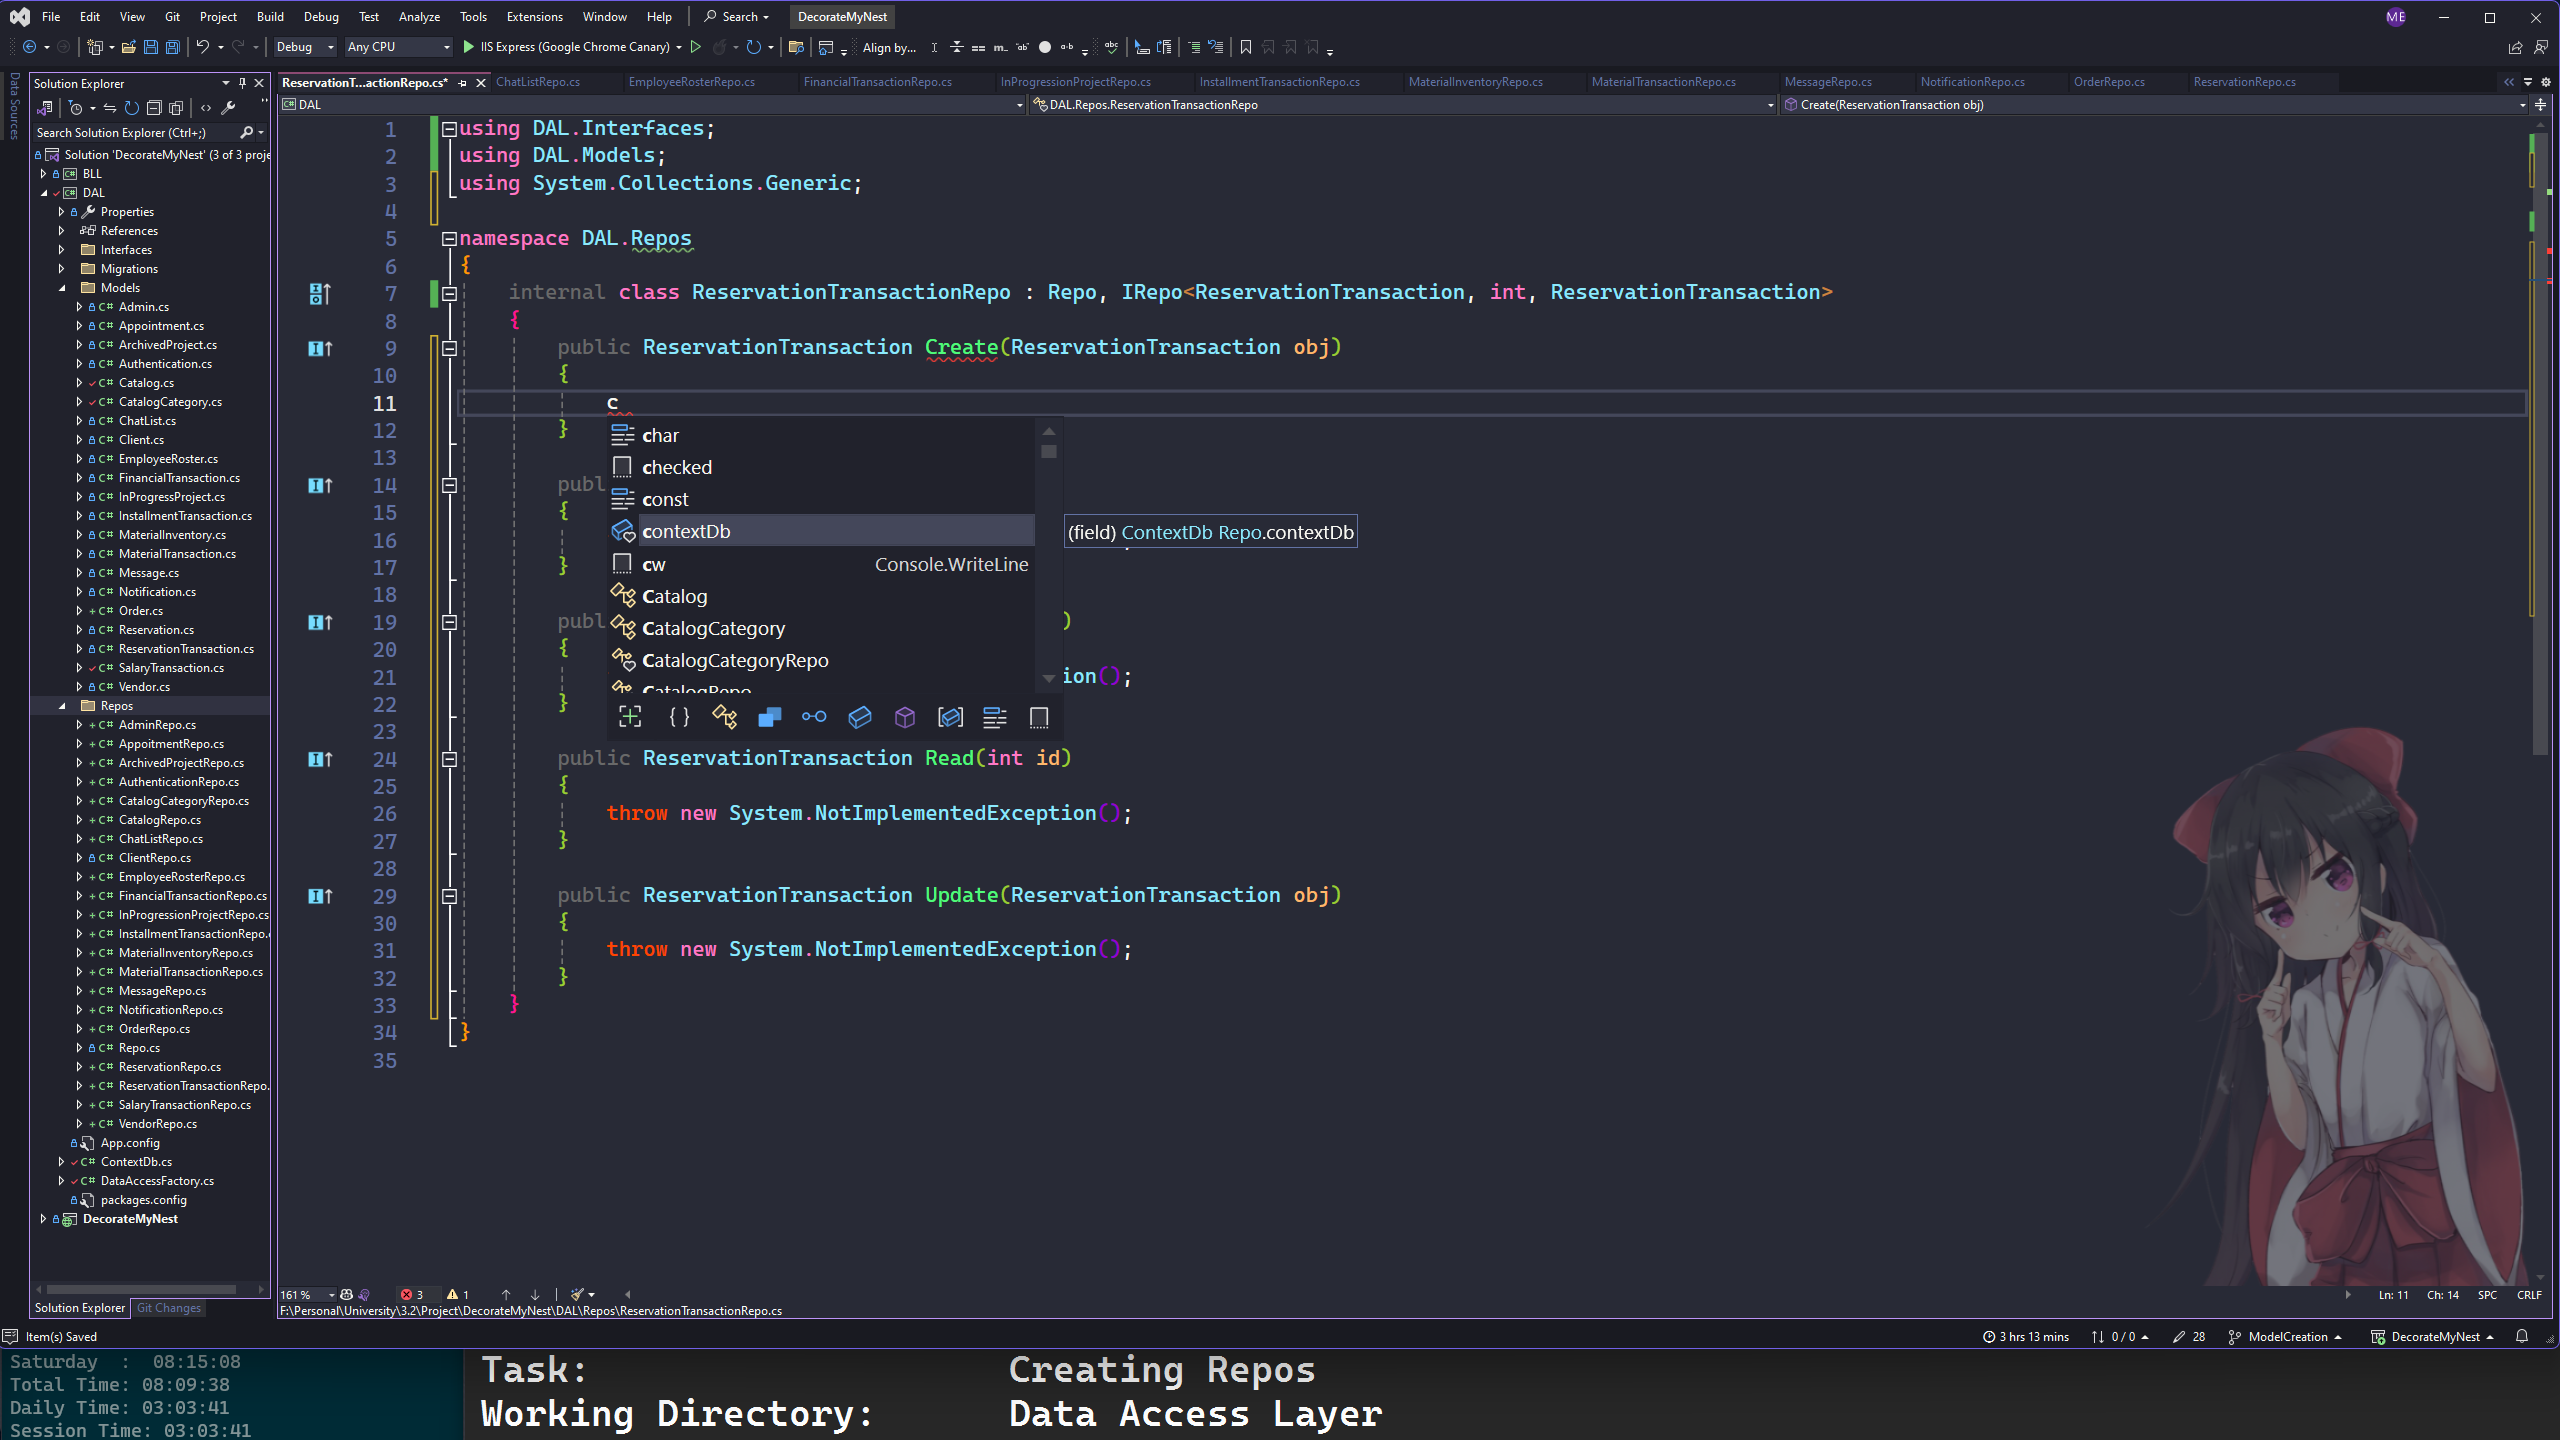 File Edit View Git Project Build Debug Test Analyze Tools Extensions Window Help Search DecorateMyNest ME
Debug Any CPU IIS Express (Google Chrome Canary) Align by...
Data Sources
Solution Explorer
Search Solution Explorer (Ctrl+;)
Solution 'DecorateMyNest' (3 of 3 proje
BLL
DAL
Properties
References
Interfaces
Migrations
Models
C# Admin.cs
C# Appointment.cs
C# ArchivedProject.cs
C# Authentication.cs
C# Catalog.cs
C# CatalogCategory.cs
C# ChatList.cs
C# Client.cs
C# EmployeeRoster.cs
C# FinancialTransaction.cs
C# InProgressProject.cs
C# InstallmentTransaction.cs
C# MaterialInventory.cs
C# MaterialTransaction.cs
C# Message.cs
C# Notification.cs
C# Order.cs
C# Reservation.cs
C# ReservationTransaction.cs
C# SalaryTransaction.cs
C# Vendor.cs
Repos
C# AdminRepo.cs
C# AppoitmentRepo.cs
C# ArchivedProjectRepo.cs
C# AuthenticationRepo.cs
C# CatalogCategoryRepo.cs
C# CatalogRepo.cs
C# ChatListRepo.cs
C# ClientRepo.cs
C# EmployeeRosterRepo.cs
C# FinancialTransactionRepo.cs
C# InProgressionProjectRepo.cs
C# InstallmentTransactionRepo.
C# MaterialInventoryRepo.cs
C# MaterialTransactionRepo.cs
C# MessageRepo.cs
C# NotificationRepo.cs
C# OrderRepo.cs
C# Repo.cs
C# ReservationRepo.cs
C# ReservationTransactionRepo.
C# SalaryTransactionRepo.cs
C# VendorRepo.cs
App.config
C# ContextDb.cs
C# DataAccessFactory.cs
packages.config
DecorateMyNest
Solution Explorer Git Changes
ReservationT...actionRepo.cs* ChatListRepo.cs EmployeeRosterRepo.cs FinancialTransactionRepo.cs InProgressionProjectRepo.cs InstallmentTransactionRepo.cs MaterialInventoryRepo.cs MaterialTransactionRepo.cs MessageRepo.cs NotificationRepo.cs OrderRepo.cs ReservationRepo.cs
DAL DAL.Repos.ReservationTransactionRepo Create(ReservationTransaction obj)
1 using DAL.Interfaces;
2 using DAL.Models;
3 using System.Collections.Generic;
4
5 namespace DAL.Repos
6 {
7 internal class ReservationTransactionRepo : Repo, IRepo<ReservationTransaction, int, ReservationTransaction>
8 {
9 public ReservationTransaction Create(ReservationTransaction obj)
10 {
11 c
12 }
13
14 publ
15 {
16
17 }
18
19 publ )
20 {
21 ion();
22 }
23
24 public ReservationTransaction Read(int id)
25 {
26 throw new System.NotImplementedException();
27 }
28
29 public ReservationTransaction Update(ReservationTransaction obj)
30 {
31 throw new System.NotImplementedException();
32 }
33 }
34 }
35
char
checked
const
contextDb
(field) ContextDb Repo.contextDb
cw Console.WriteLine
Catalog
CatalogCategory
CatalogCategoryRepo
CatalogRepo
161 % 3 1 Ln: 11 Ch: 14 SPC CRLF
F:\Personal\University\3.2\Project\DecorateMyNest\DAL\Repos\ReservationTransactionRepo.cs
Item(s) Saved 3 hrs 13 mins 0 / 0 28 ModelCreation DecorateMyNest
Saturday : 08:15:08
Total Time: 08:09:38
Daily Time: 03:03:41
Session Time: 03:03:41
Task: Creating Repos
Working Directory: Data Access Layer